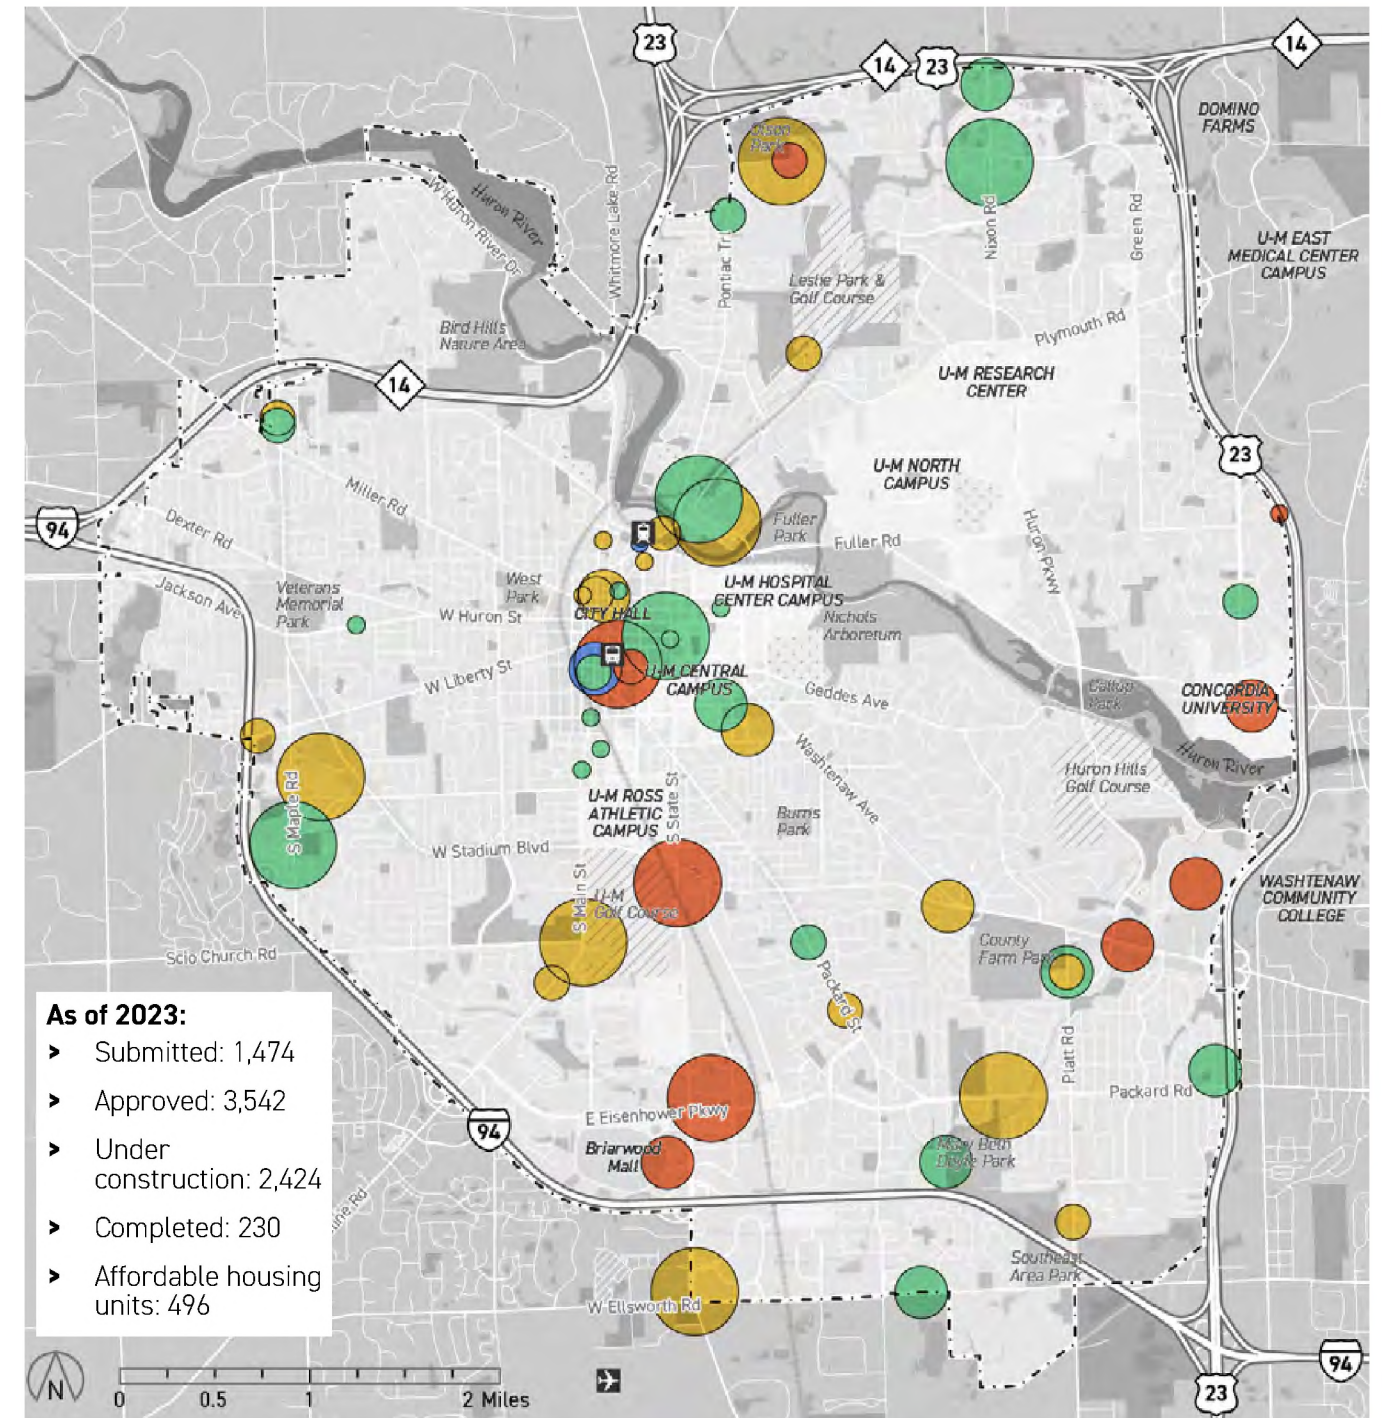 23
14
23
14
DOMINO
FARMS
Olson
Park
Huron River
W Huron River Dr
Whitmore Lake Rd
Pontiac Tr
Nixon Rd
Green Rd
U-M EAST
MEDICAL CENTER
CAMPUS
Leslie Park &
Golf Course
Bird Hills
Nature Area
Plymouth Rd
14
U-M RESEARCH
CENTER
23
U-M NORTH
CAMPUS
Miller Rd
94
Dexter Rd
Fuller
Park
Fuller Rd
Huron Pkwy
Jackson Ave
Veterans
Memorial
Park
West
Park
U-M HOSPITAL
CENTER CAMPUS
W Huron St
CITY HALL
Nichols
Arboretum
W Liberty St
U-M CENTRAL
CAMPUS
Geddes Ave
Gallup
Park
CONCORDIA
UNIVERSITY
Washtenaw Ave
Huron River
Huron Hills
Golf Course
S Maple Rd
U-M ROSS
ATHLETIC
CAMPUS
S State St
Burns
Park
W Stadium Blvd
S Main St
U-M
Golf Course
WASHTENAW
COMMUNITY
COLLEGE
Scio Church Rd
County
Farm Park
Packard St
As of 2023:
> Submitted: 1,474
> Approved: 3,542
> Under
construction: 2,424
> Completed: 230
> Affordable housing
units: 496
Platt Rd
Packard Rd
E Eisenhower Pkwy
94
Briarwood
Mall
Mary Beth
Doyle Park
Southeast
Area Park
W Ellsworth Rd
N
0 0.5 1 2 Miles
94
23